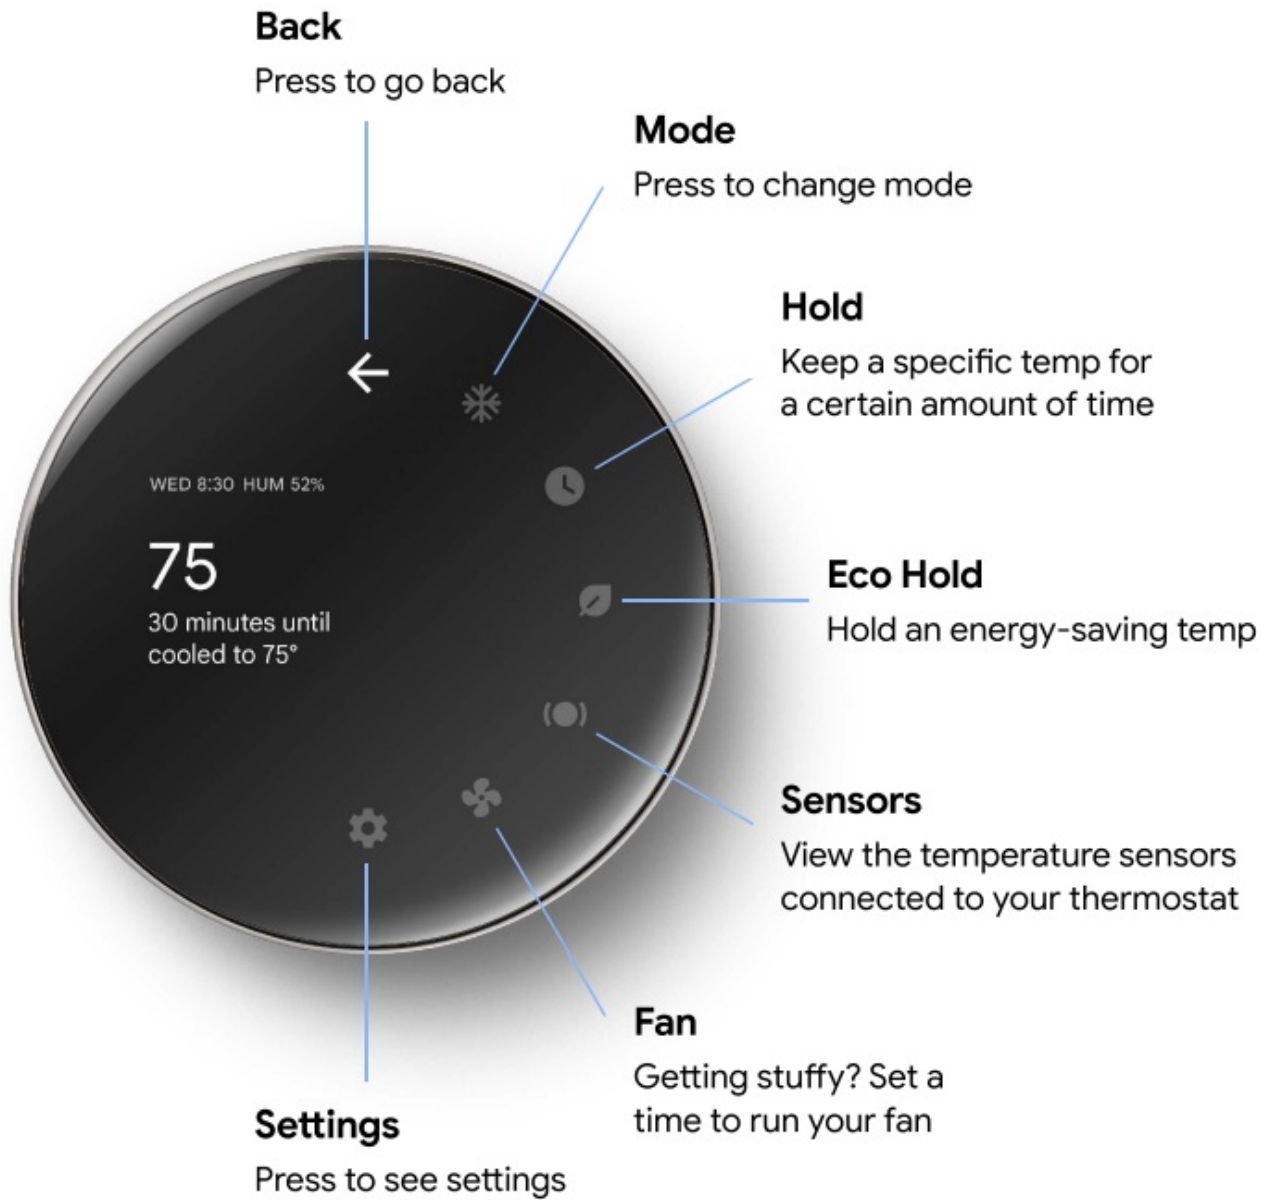 Back
Press to go back
Mode
Press to change mode
Hold
Keep a specific temp for
a certain amount of time
WED 8:30 HUM 52%
75
30 minutes until
cooled to 75°
Eco Hold
Hold an energy-saving temp
Sensors
View the temperature sensors
connected to your thermostat
Fan
Getting stuffy? Set a
time to run your fan
Settings
Press to see settings